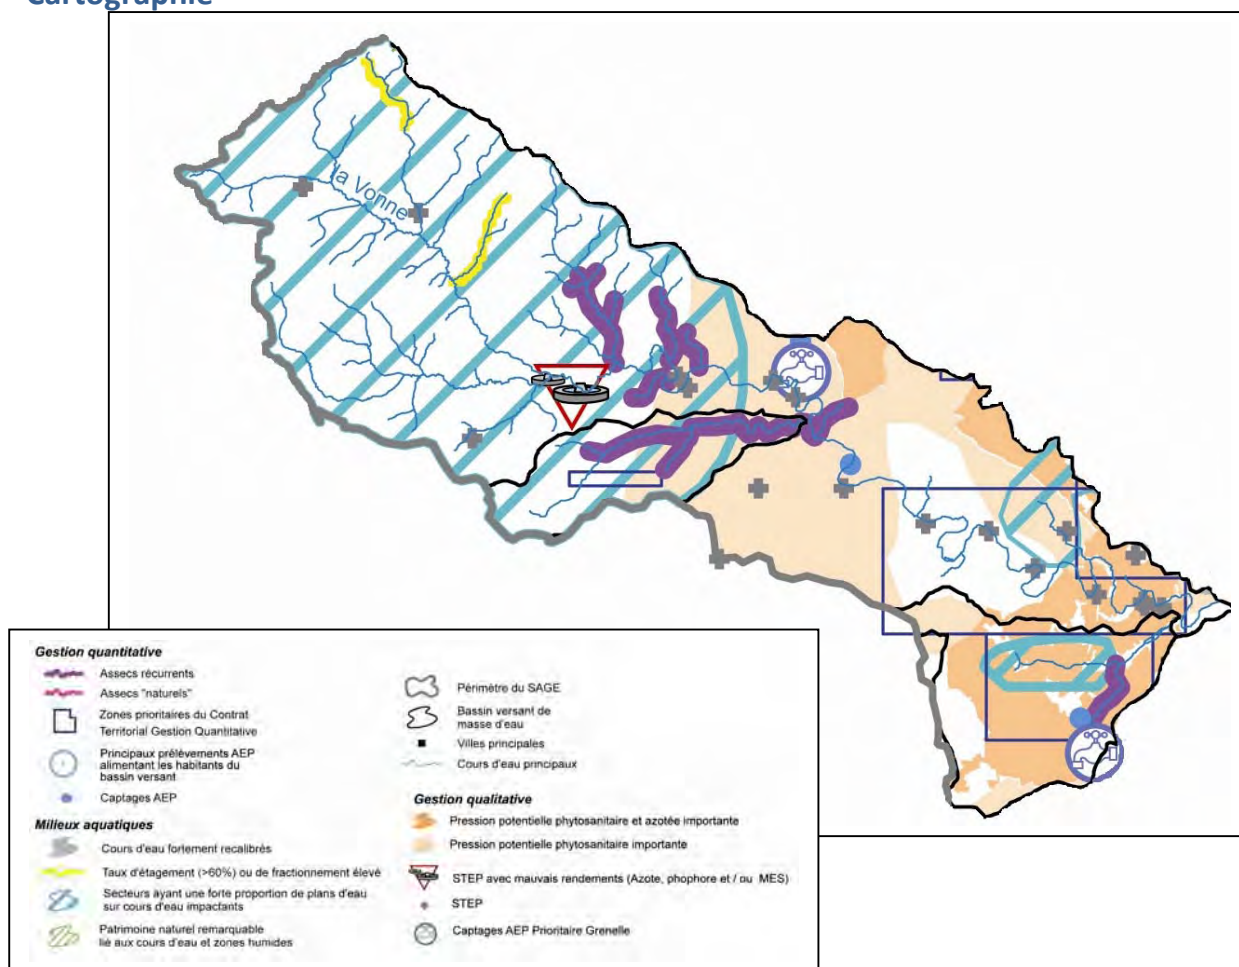 Cartographie
la Vonne
Gestion quantitative
Assecs récurrents
Assecs "naturels"
Zones prioritaires du Contrat
Territorial Gestion Quantitative
Principaux prélèvements AEP
alimentant les habitants du
bassin versant
Captages AEP
Milleux aquatiques
Cours d'eau fortement recalibrés
Taux d'étagement (>60%) ou de fractionnement élevé
Secteurs ayant une forte proportion de plans d'eau
sur cours d'eau impactants
Patrimoine naturel remarquable
lié aux cours d'eau et zones humides
Périmètre du SAGE
Bassin versant de
masse d'eau
Villes principales
Cours d'eau principaux
Gestion qualitative
Pression potentielle phytosanitaire et azotée importante
Pression potentielle phytosanitaire importante
STEP avec mauvais rendements (Azote, phophore et / ou MES)
STEP
Captages AEP Prioritaire Grenelle